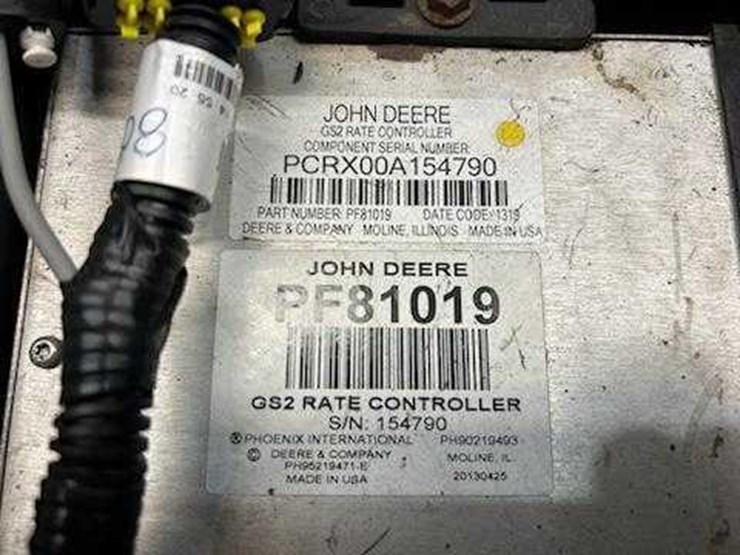 JOHN DEERE
GS2 RATE CONTROLLER
COMPONENT SERIAL NUMBER
PCRX00A154790
PART NUMBER PF81019 DATE CODE: 1319
DEERE & COMPANY MOLINE, ILLINOIS MADE IN USA
JOHN DEERE
PF81019
GS2 RATE CONTROLLER
S/N: 154790
PHOENIX INTERNATIONAL PH90219493
© DEERE & COMPANY MOLINE, IL
PH95219471-E
MADE IN USA 20130425